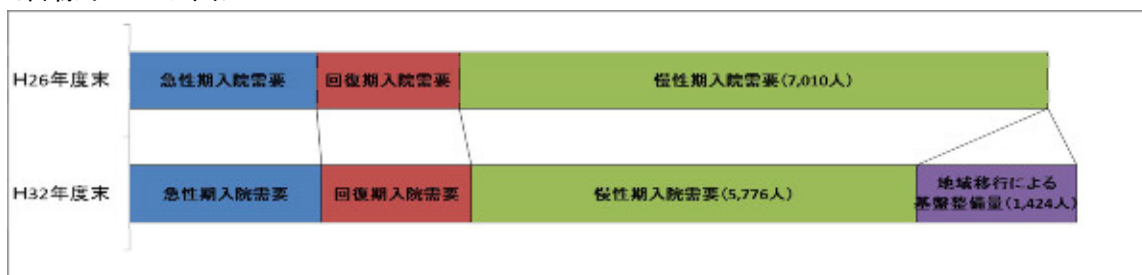 H26年度末
急性期入院需要
回復期入院需要
慢性期入院需要(7,010人)
H32年度末
急性期入院需要
回復期入院需要
慢性期入院需要(5,776人)
地域移行による
基盤整備量(1,424人)